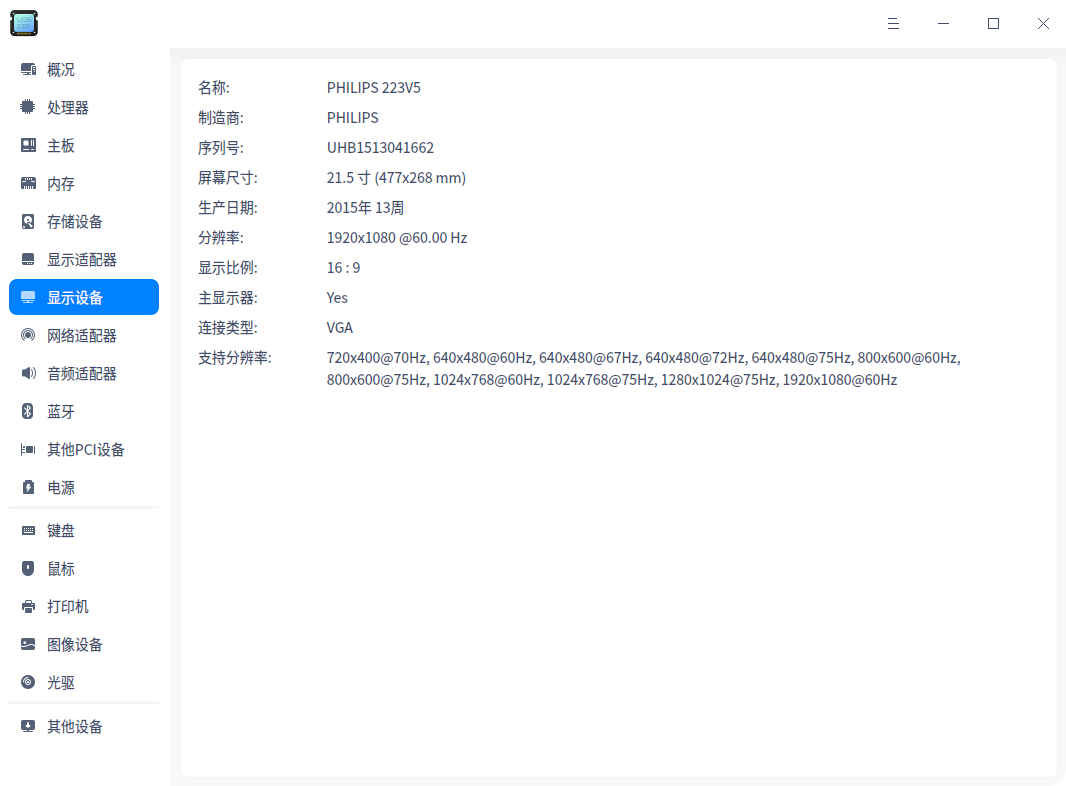 概况
处理器
主板
内存
存储设备
显示适配器
显示设备
网络适配器
音频适配器
蓝牙
其他PCI设备
电源
键盘
鼠标
打印机
图像设备
光驱
其他设备
名称: PHILIPS 223V5
制造商: PHILIPS
序列号: UHB1513041662
屏幕尺寸: 21.5 寸 (477x268 mm)
生产日期: 2015年 13周
分辨率: 1920x1080 @60.00 Hz
显示比例: 16 : 9
主显示器: Yes
连接类型: VGA
支持分辨率: 720x400@70Hz, 640x480@60Hz, 640x480@67Hz, 640x480@72Hz, 640x480@75Hz, 800x600@60Hz,
800x600@75Hz, 1024x768@60Hz, 1024x768@75Hz, 1280x1024@75Hz, 1920x1080@60Hz